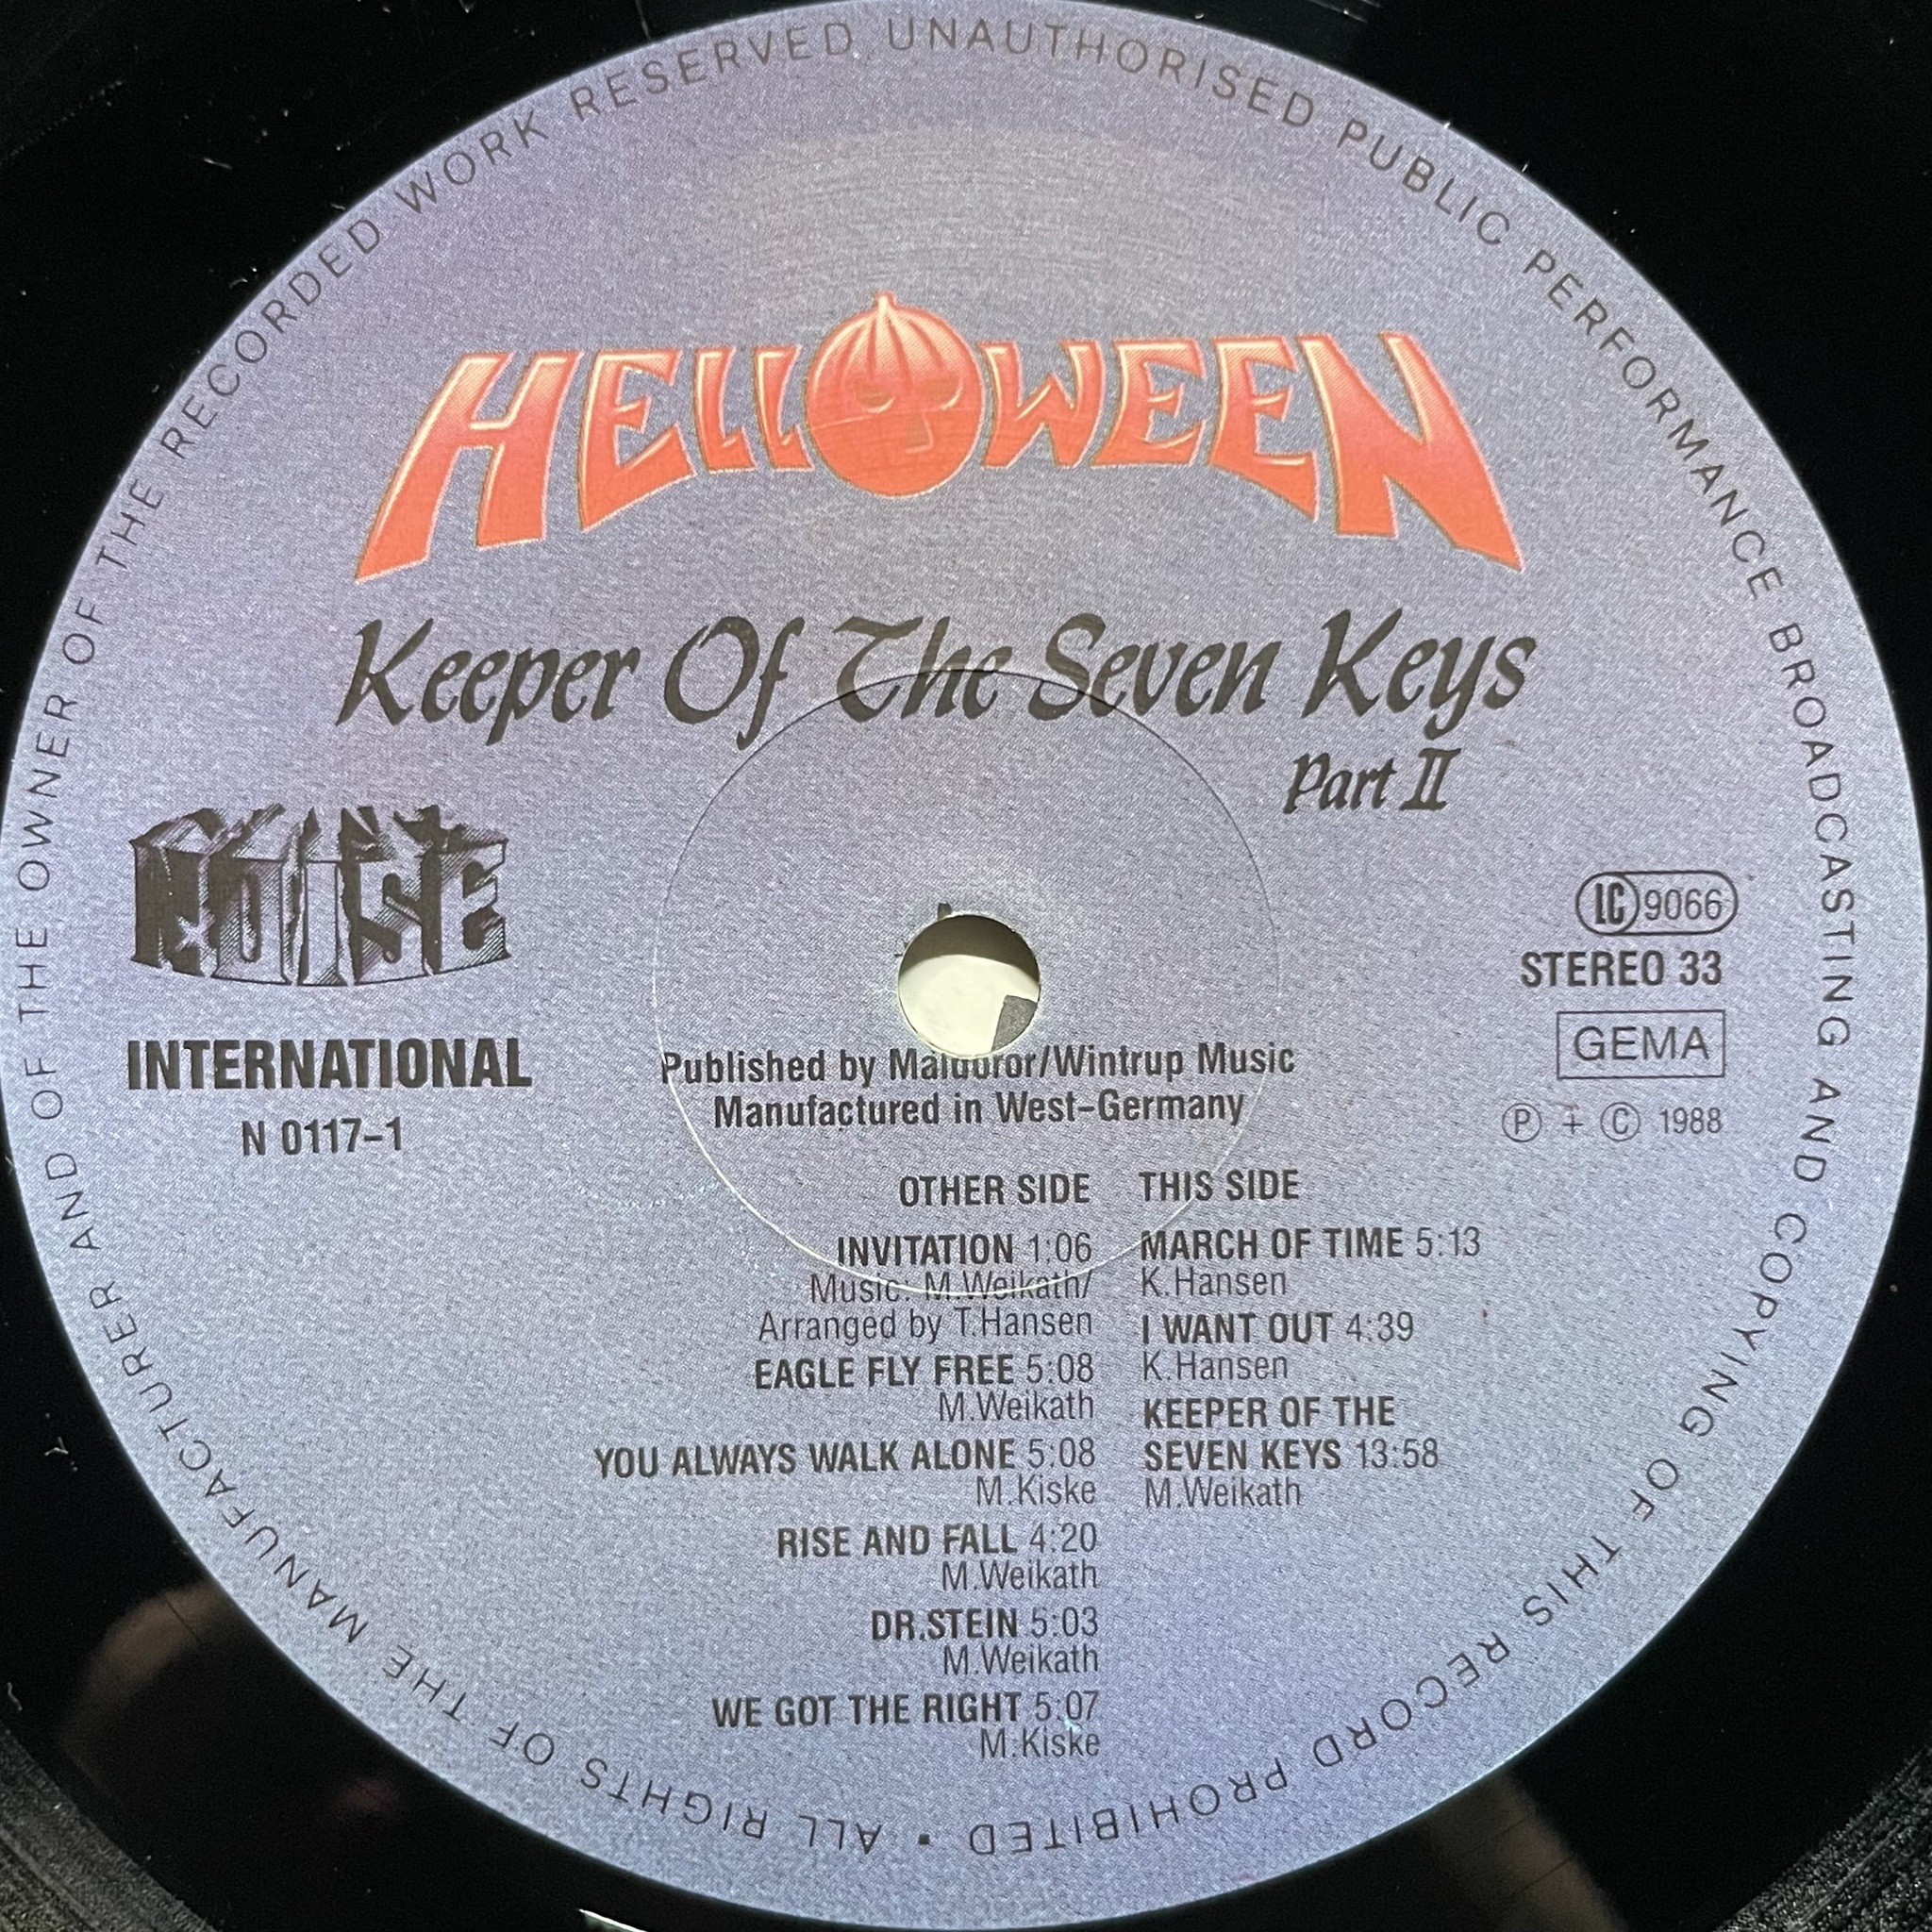 ALL RIGHTS OF THE MANUFACTURER AND OF THE OWNER OF THE RECORDED WORK RESERVED UNAUTHORISED PUBLIC PERFORMANCE BROADCASTING AND COPYING OF THIS RECORD PROHIBITED •
HELLOWEEN
Keeper Of The Seven Keys
Part II
NOISE
INTERNATIONAL
N 0117-1
LC 9066
STEREO 33
GEMA
Ⓟ + Ⓒ 1988
Published by Maldoror/Wintrup Music
Manufactured in West-Germany
OTHER SIDE
INVITATION 1:06
Music: M.Weikath/
Arranged by T.Hansen
EAGLE FLY FREE 5:08
M.Weikath
YOU ALWAYS WALK ALONE 5:08
M.Kiske
RISE AND FALL 4:20
M.Weikath
DR.STEIN 5:03
M.Weikath
WE GOT THE RIGHT 5:07
M.Kiske
THIS SIDE
MARCH OF TIME 5:13
K.Hansen
I WANT OUT 4:39
K.Hansen
KEEPER OF THE
SEVEN KEYS 13:58
M.Weikath